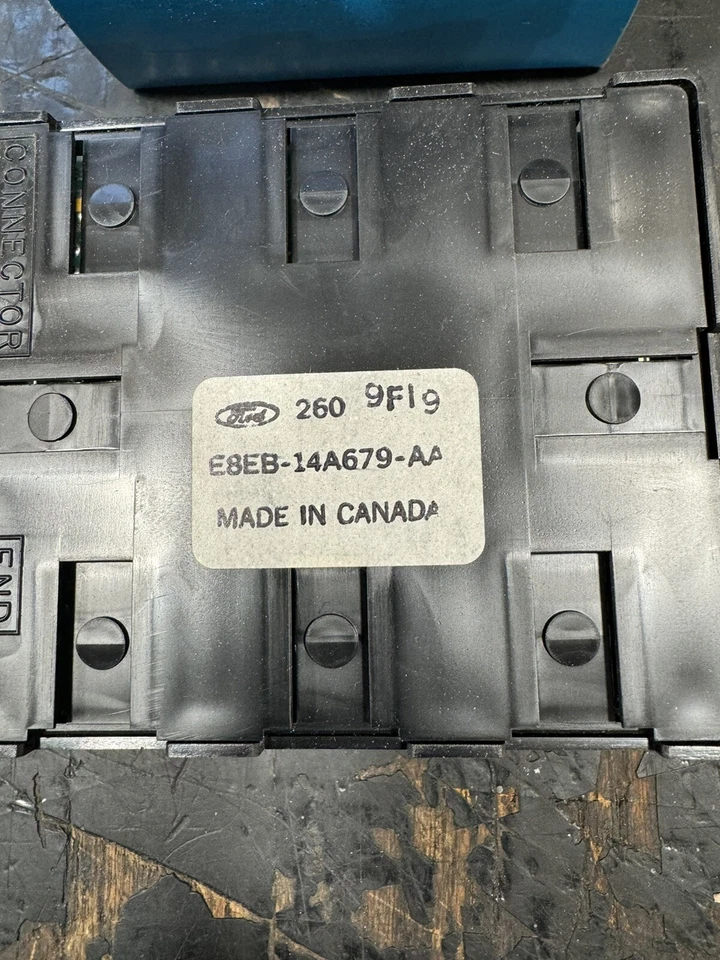 CONNECTOR
Ford 260 9F19
E8EB-14A679-AA
MADE IN CANADA
END